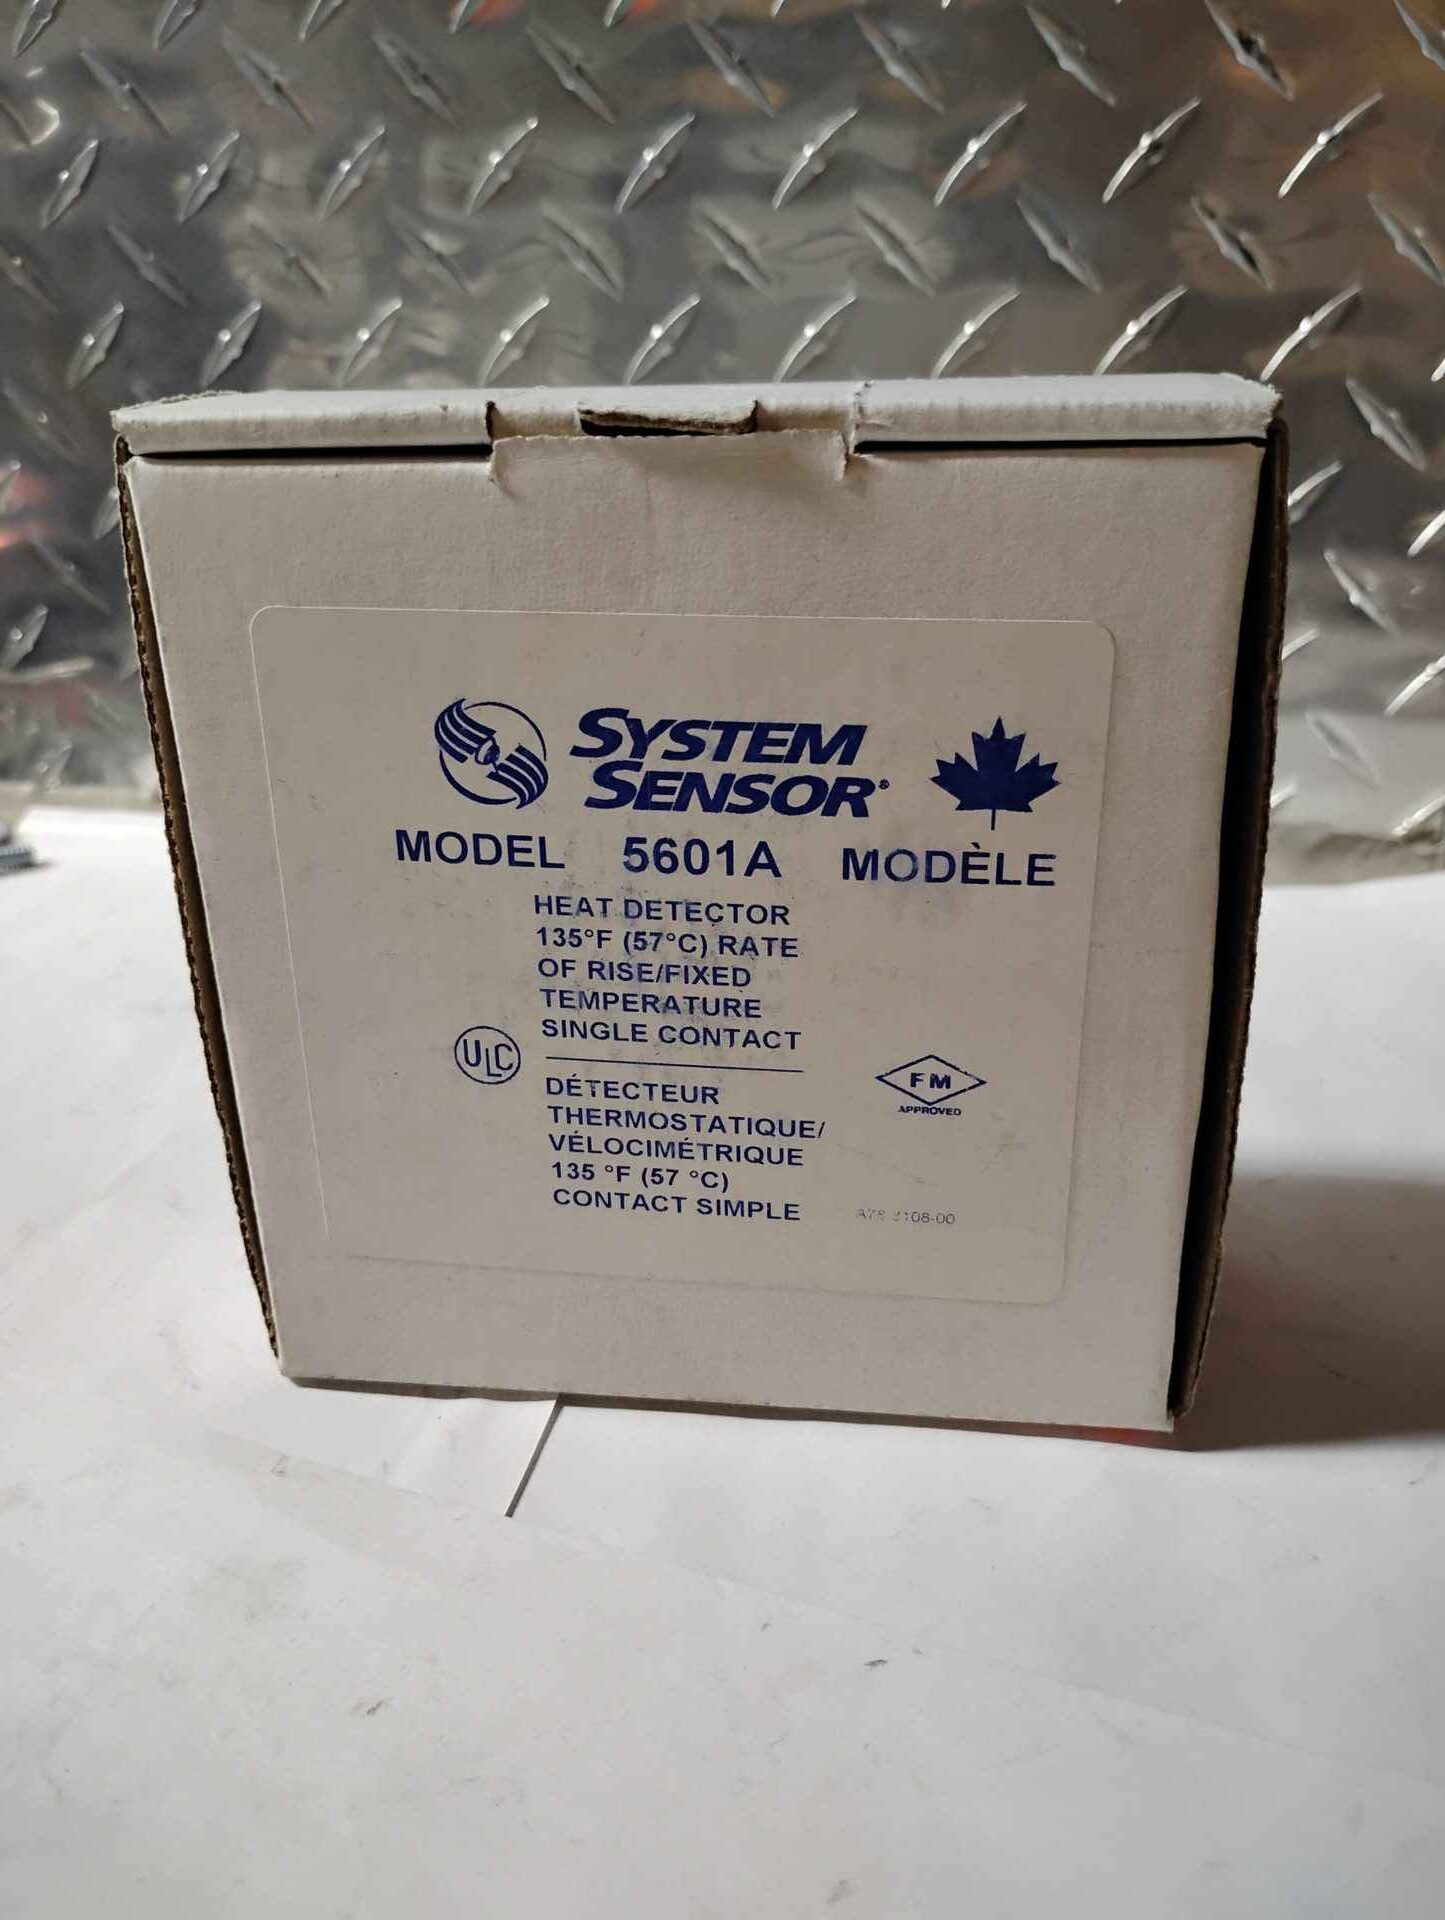 SYSTEM
SENSOR®
MODEL 5601A MODÈLE
HEAT DETECTOR
135°F (57°C) RATE
OF RISE/FIXED
TEMPERATURE
SINGLE CONTACT
ULC
DÉTECTEUR
THERMOSTATIQUE/
VÉLOCIMÉTRIQUE
135 °F (57 °C)
CONTACT SIMPLE
FM
APPROVED